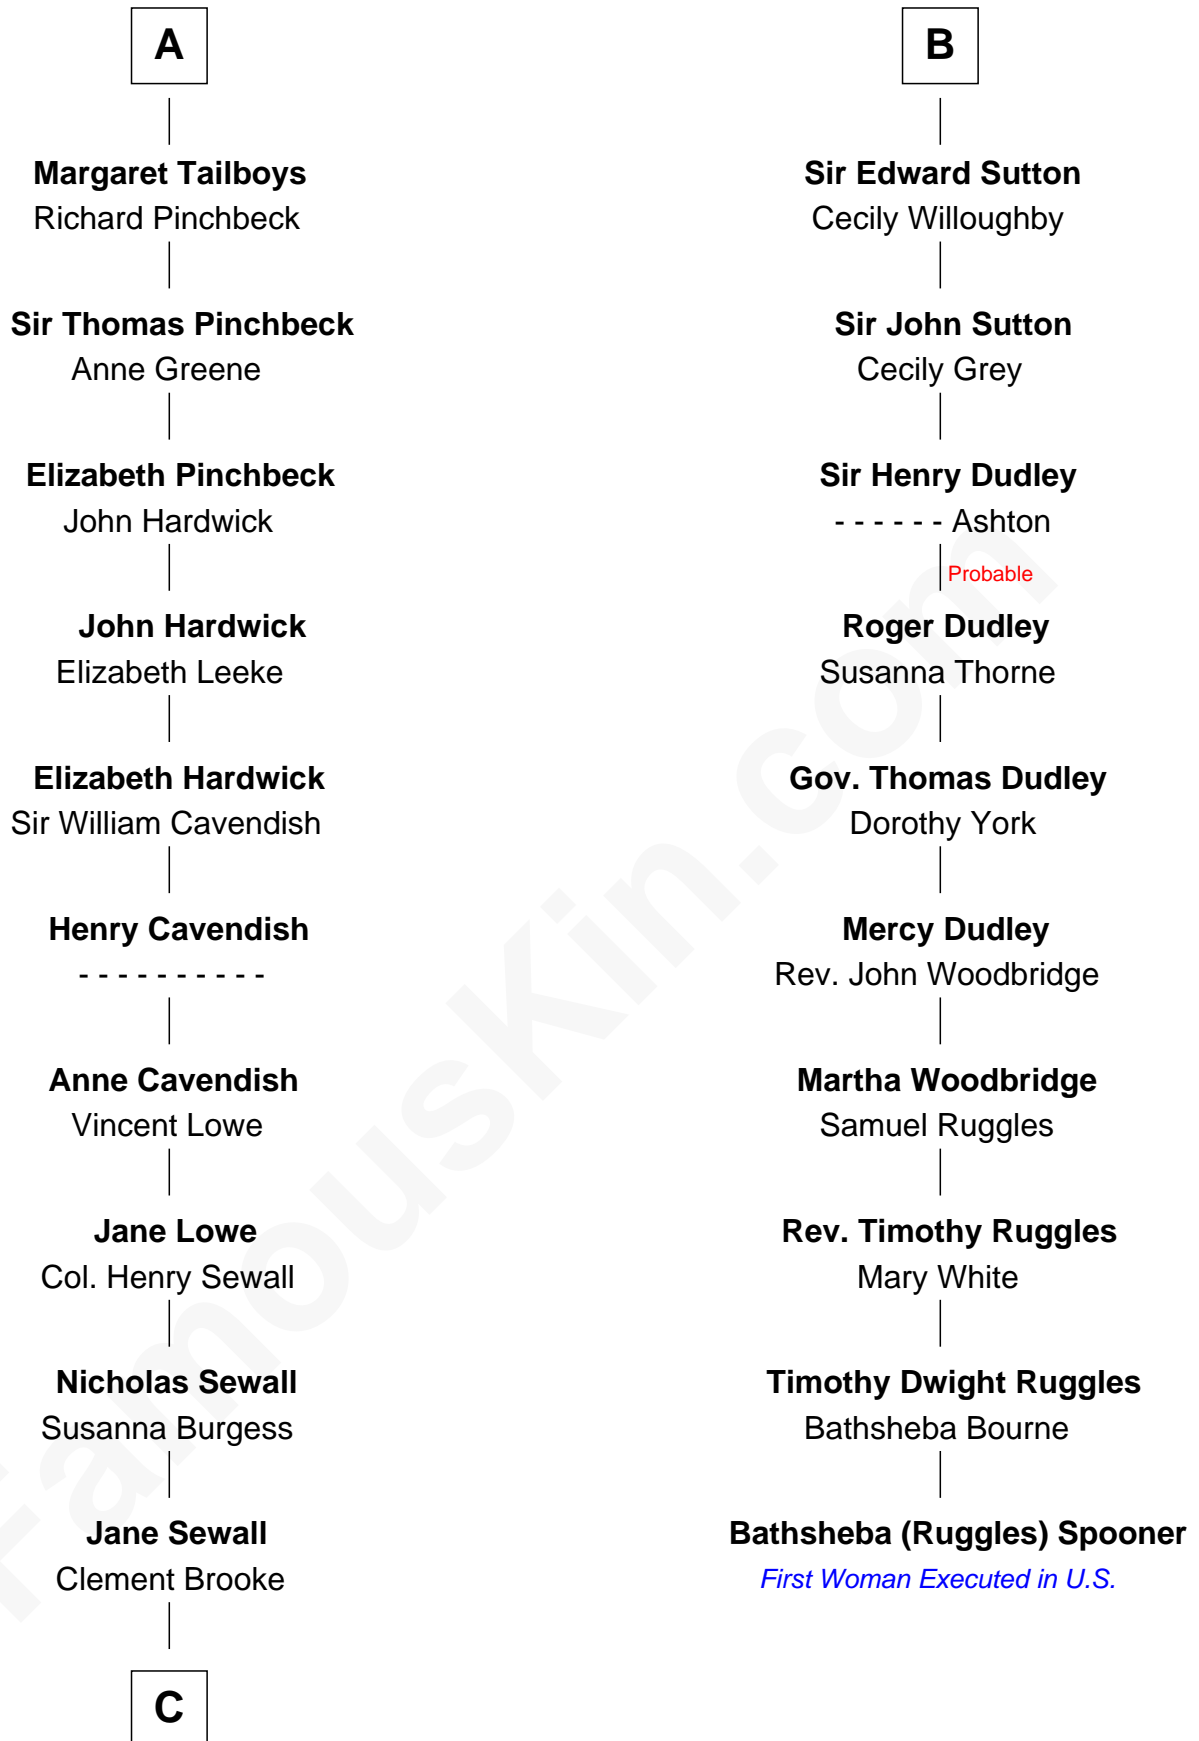 A
Margaret Tailboys
Richard Pinchbeck
Sir Thomas Pinchbeck
Anne Greene
Elizabeth Pinchbeck
John Hardwick
John Hardwick
Elizabeth Leeke
Elizabeth Hardwick
Sir William Cavendish
Henry Cavendish
- - - - - - - - - -
Anne Cavendish
Vincent Lowe
Jane Lowe
Col. Henry Sewall
Nicholas Sewall
Susanna Burgess
Jane Sewall
Clement Brooke
C
B
Sir Edward Sutton
Cecily Willoughby
Sir John Sutton
Cecily Grey
Sir Henry Dudley
- - - - - - Ashton
Probable
Roger Dudley
Susanna Thorne
Gov. Thomas Dudley
Dorothy York
Mercy Dudley
Rev. John Woodbridge
Martha Woodbridge
Samuel Ruggles
Rev. Timothy Ruggles
Mary White
Timothy Dwight Ruggles
Bathsheba Bourne
Bathsheba (Ruggles) Spooner
First Woman Executed in U.S.
FamousKin.com